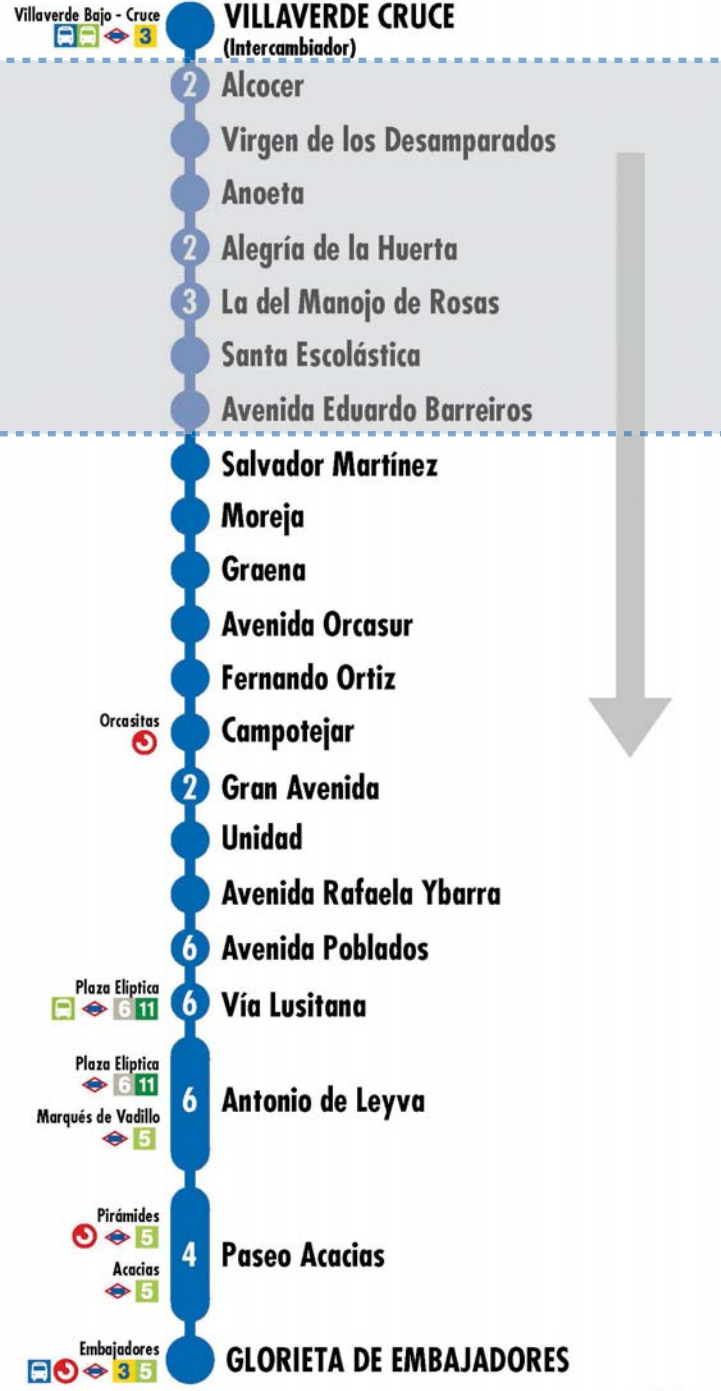 Villaverde Bajo - Cruce
3
VILLAVERDE CRUCE
(Intercambiador)
2 Alcocer
Virgen de los Desamparados
Anoeta
2 Alegría de la Huerta
3 La del Manojo de Rosas
Santa Escolástica
Avenida Eduardo Barreiros
Salvador Martínez
Moreja
Graena
Avenida Orcasur
Fernando Ortiz
Orcasitas
Campotejar
2 Gran Avenida
Unidad
Avenida Rafaela Ybarra
6 Avenida Poblados
Plaza Elíptica
6 11
6 Vía Lusitana
Plaza Elíptica
6 11
Marqués de Vadillo
5
6 Antonio de Leyva
Pirámides
5
Acacias
5
4 Paseo Acacias
Embajadores
3 5
GLORIETA DE EMBAJADORES